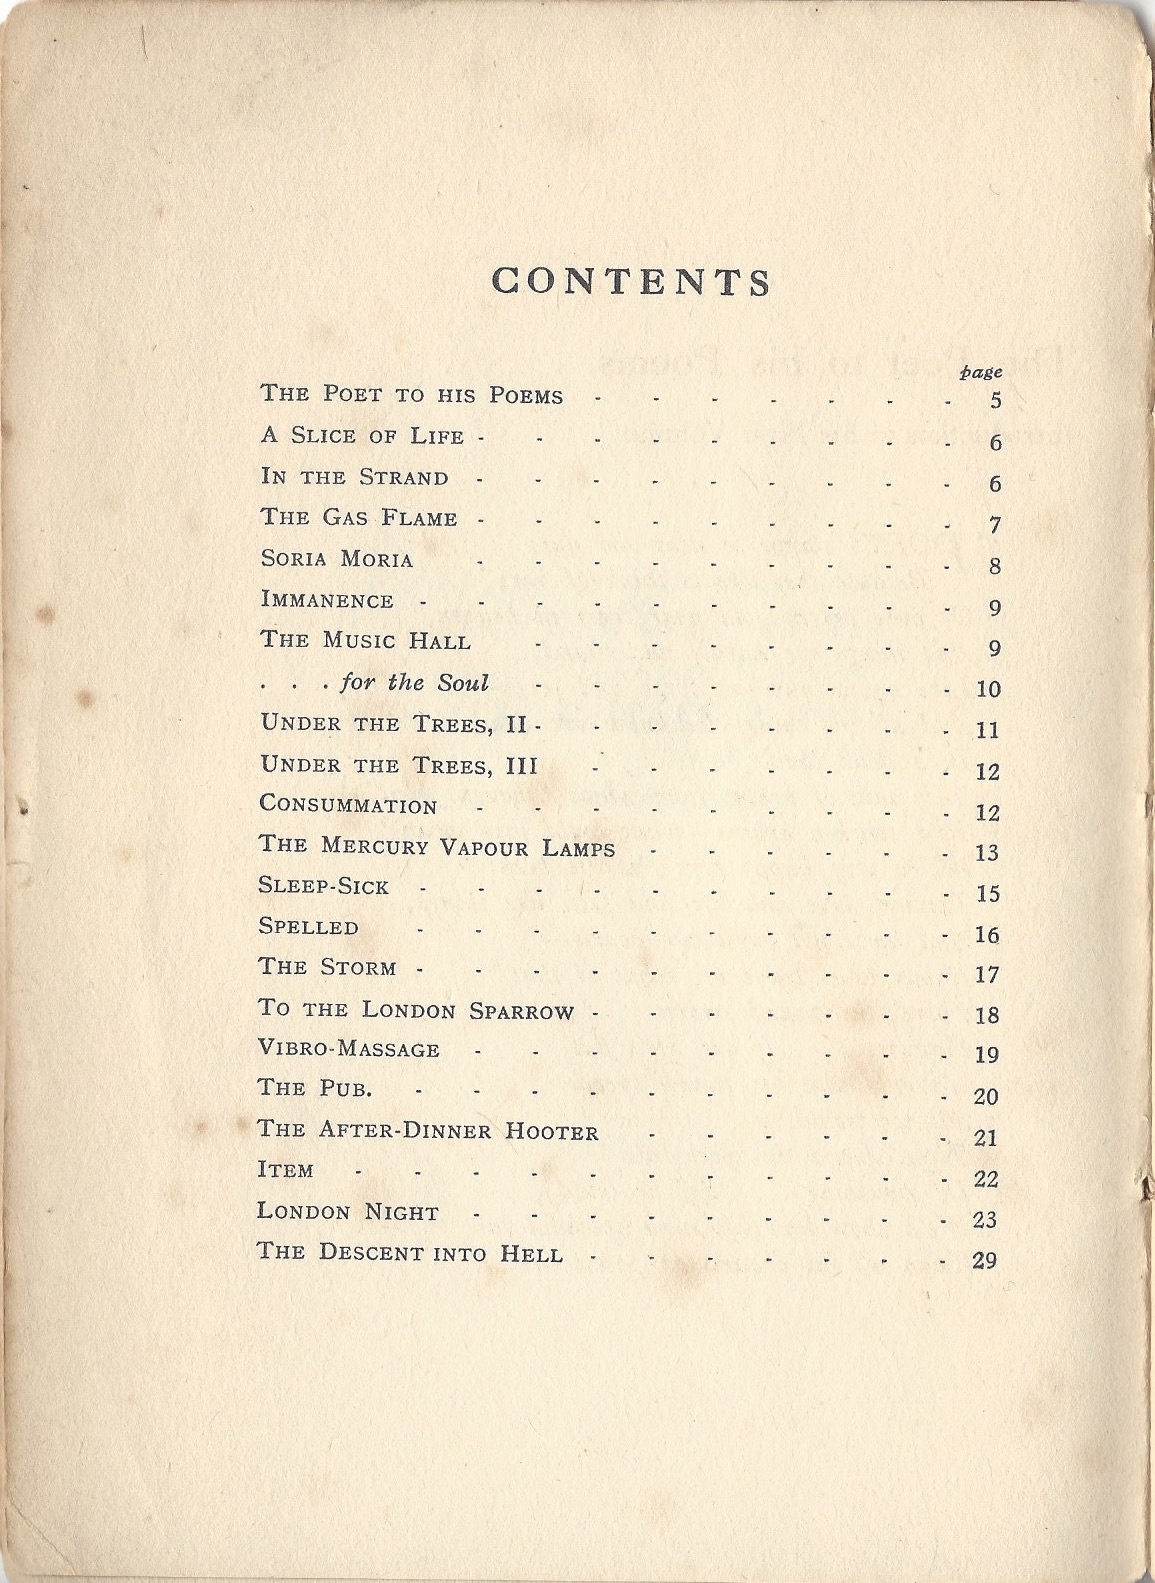 CONTENTS
page
THE POET TO HIS POEMS - - - - - - - 5
A SLICE OF LIFE - - - - - - - - - 6
IN THE STRAND - - - - - - - - - 6
THE GAS FLAME - - - - - - - - - 7
SORIA MORIA - - - - - - - - - 8
IMMANENCE - - - - - - - - - - 9
THE MUSIC HALL - - - - - - - - 9
. . . for the Soul - - - - - - - - 10
UNDER THE TREES, II - - - - - - - - 11
UNDER THE TREES, III - - - - - - - 12
CONSUMMATION - - - - - - - - - 12
THE MERCURY VAPOUR LAMPS - - - - - - 13
SLEEP-SICK - - - - - - - - - - 15
SPELLED - - - - - - - - - - 16
THE STORM - - - - - - - - - - 17
TO THE LONDON SPARROW - - - - - - - 18
VIBRO-MASSAGE - - - - - - - - - 19
THE PUB. - - - - - - - - - - 20
THE AFTER-DINNER HOOTER - - - - - - 21
ITEM - - - - - - - - - - - 22
LONDON NIGHT - - - - - - - - - 23
THE DESCENT INTO HELL - - - - - - - 29